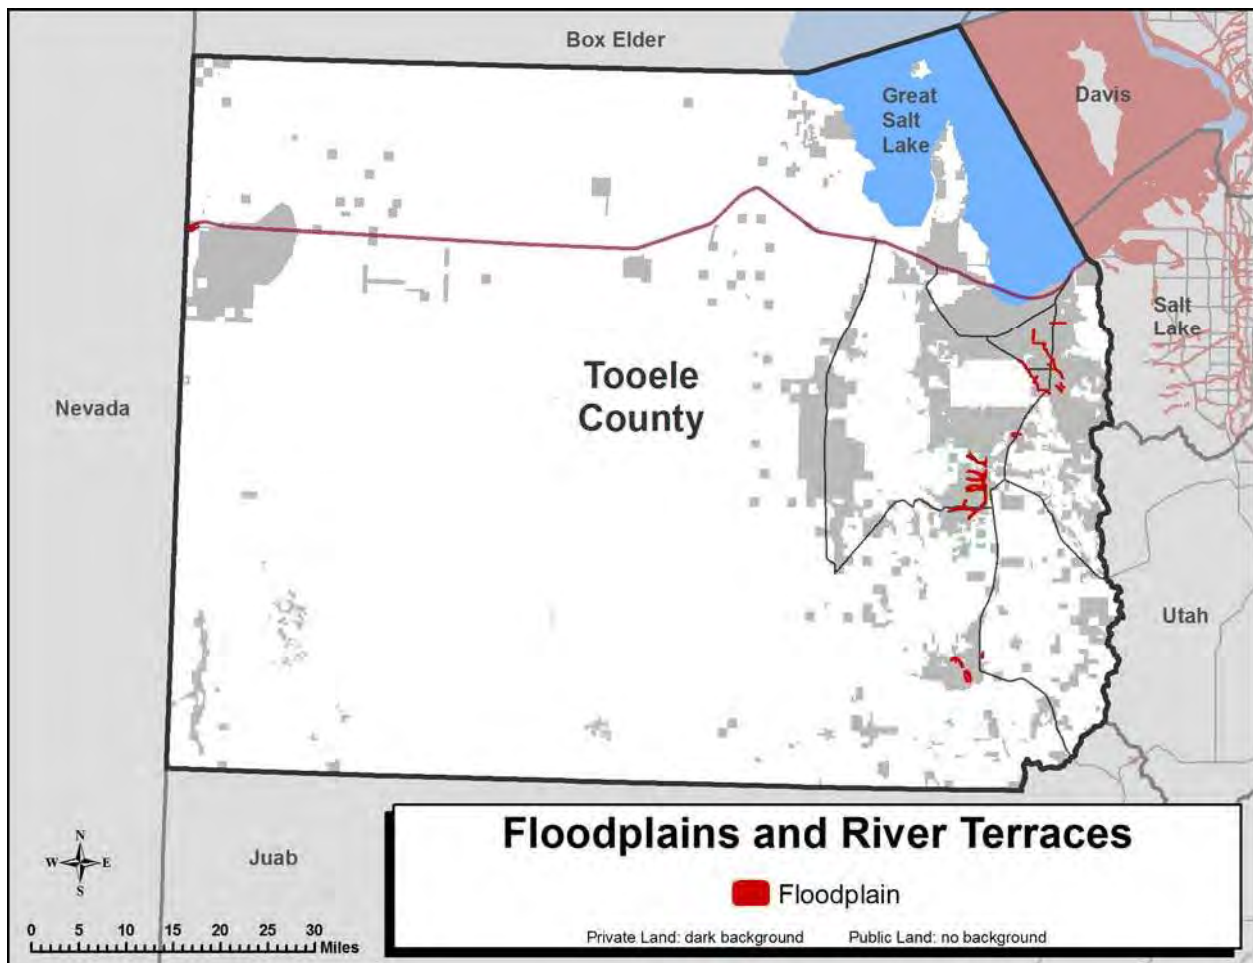 Box Elder
Great
Salt
Lake
Davis
Salt
Lake
Tooele
County
Nevada
Utah
Juab
N
W
E
S
0 5 10 15 20 25 30
Miles
Floodplains and River Terraces
Floodplain
Private Land: dark background Public Land: no background